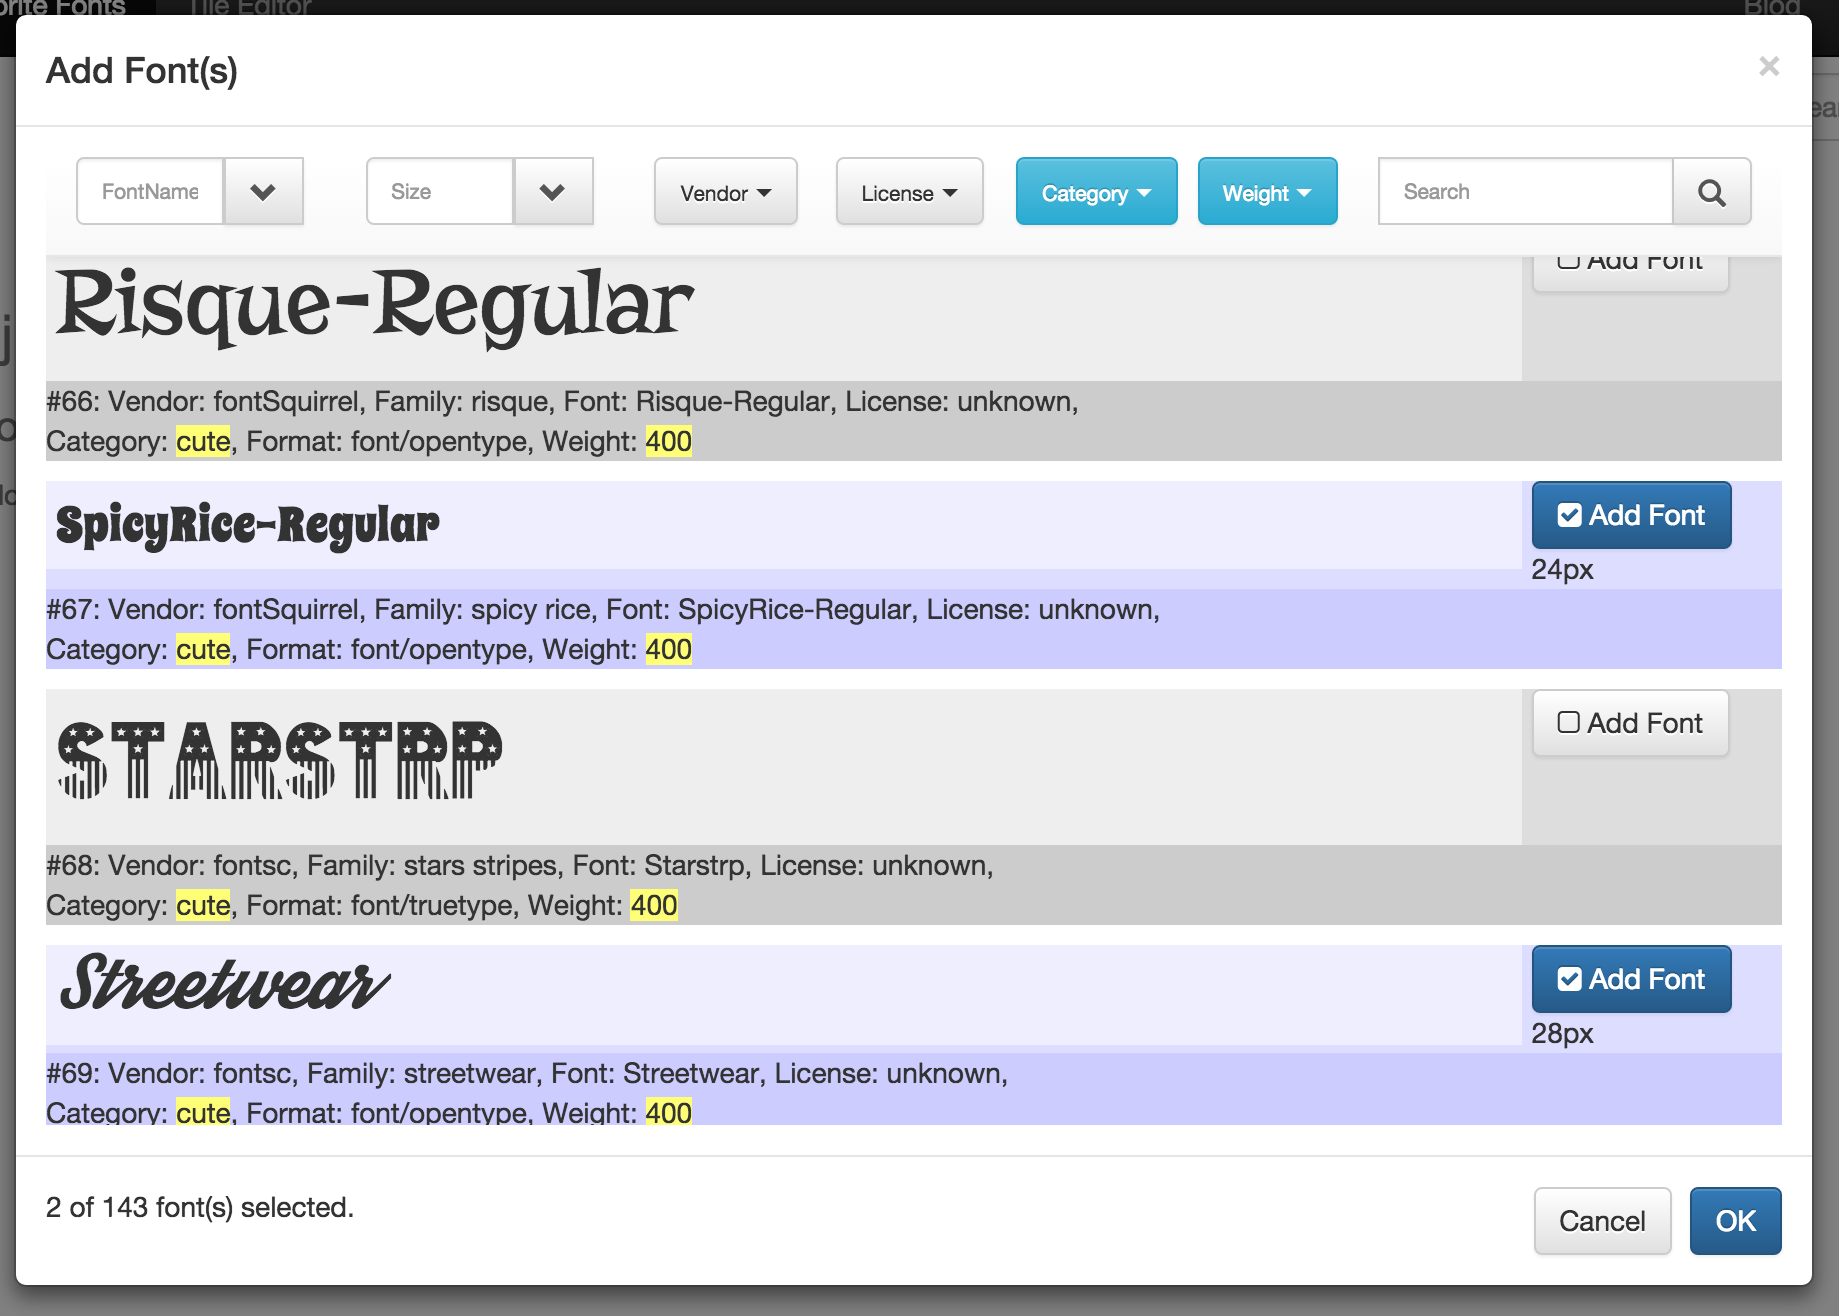 rite Fonts Tile Editor Blog
Add Font(s) ×
FontName Size Vendor License Category Weight Search
Risque-Regular Add Font
#66: Vendor: fontSquirrel, Family: risque, Font: Risque-Regular, License: unknown,
Category: cute, Format: font/opentype, Weight: 400
SpicyRice-Regular Add Font
24px
#67: Vendor: fontSquirrel, Family: spicy rice, Font: SpicyRice-Regular, License: unknown,
Category: cute, Format: font/opentype, Weight: 400
STARSTRP Add Font
#68: Vendor: fontsc, Family: stars stripes, Font: Starstrp, License: unknown,
Category: cute, Format: font/truetype, Weight: 400
Streetwear Add Font
28px
#69: Vendor: fontsc, Family: streetwear, Font: Streetwear, License: unknown,
Category: cute, Format: font/opentype, Weight: 400
2 of 143 font(s) selected. Cancel OK